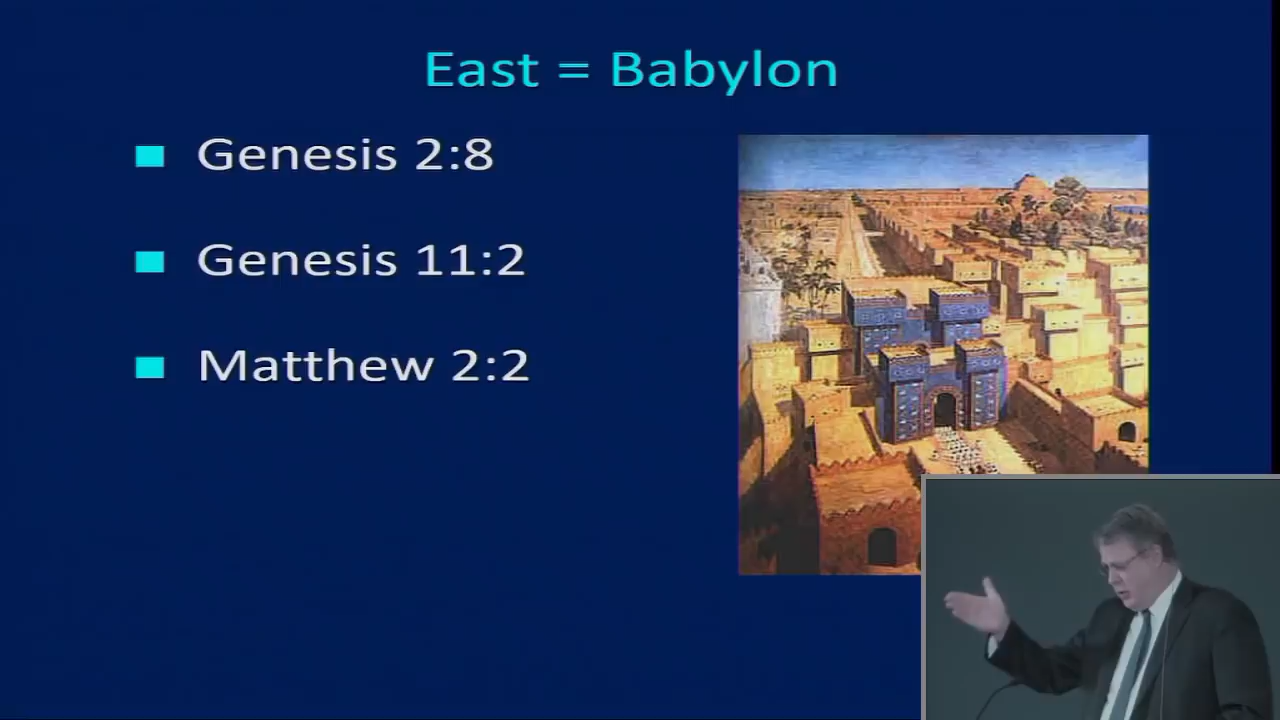 East = Babylon
Genesis 2:8
Genesis 11:2
Matthew 2:2